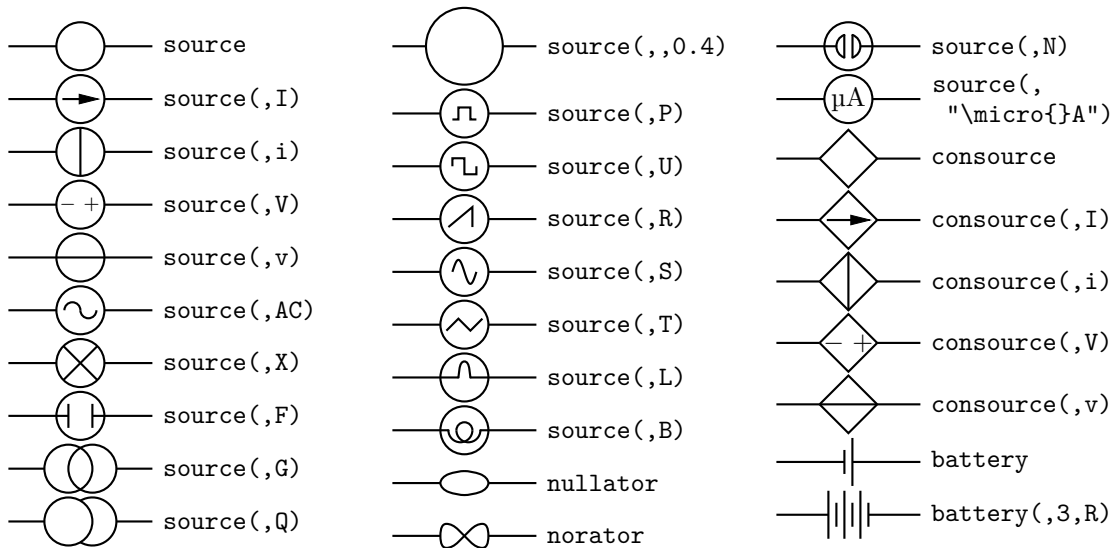 source
source(,I)
source(,i)
− +
source(,V)
source(,v)
source(,AC)
source(,X)
source(,F)
source(,G)
source(,Q)
source(,,0.4)
source(,P)
source(,U)
source(,R)
source(,S)
source(,T)
source(,L)
source(,B)
nullator
norator
source(,N)
µA
source(,
"\micro{}A")
consource
consource(,I)
consource(,i)
− +
consource(,V)
consource(,v)
battery
battery(,3,R)